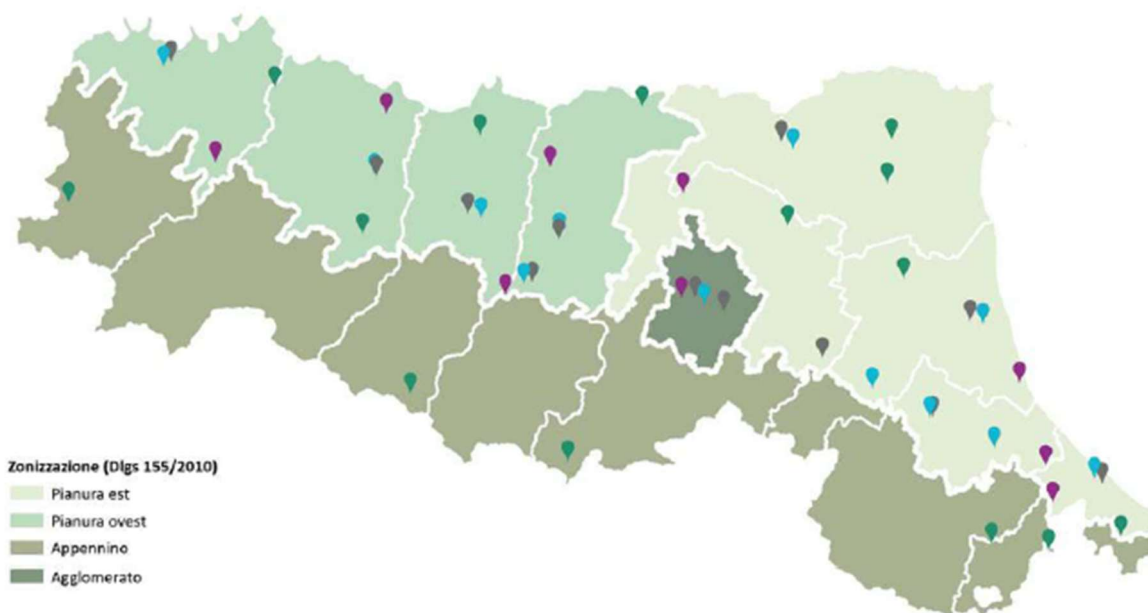 Zonizzazione (Dlgs 155/2010)
Pianura est
Pianura ovest
Appennino
Agglomerato